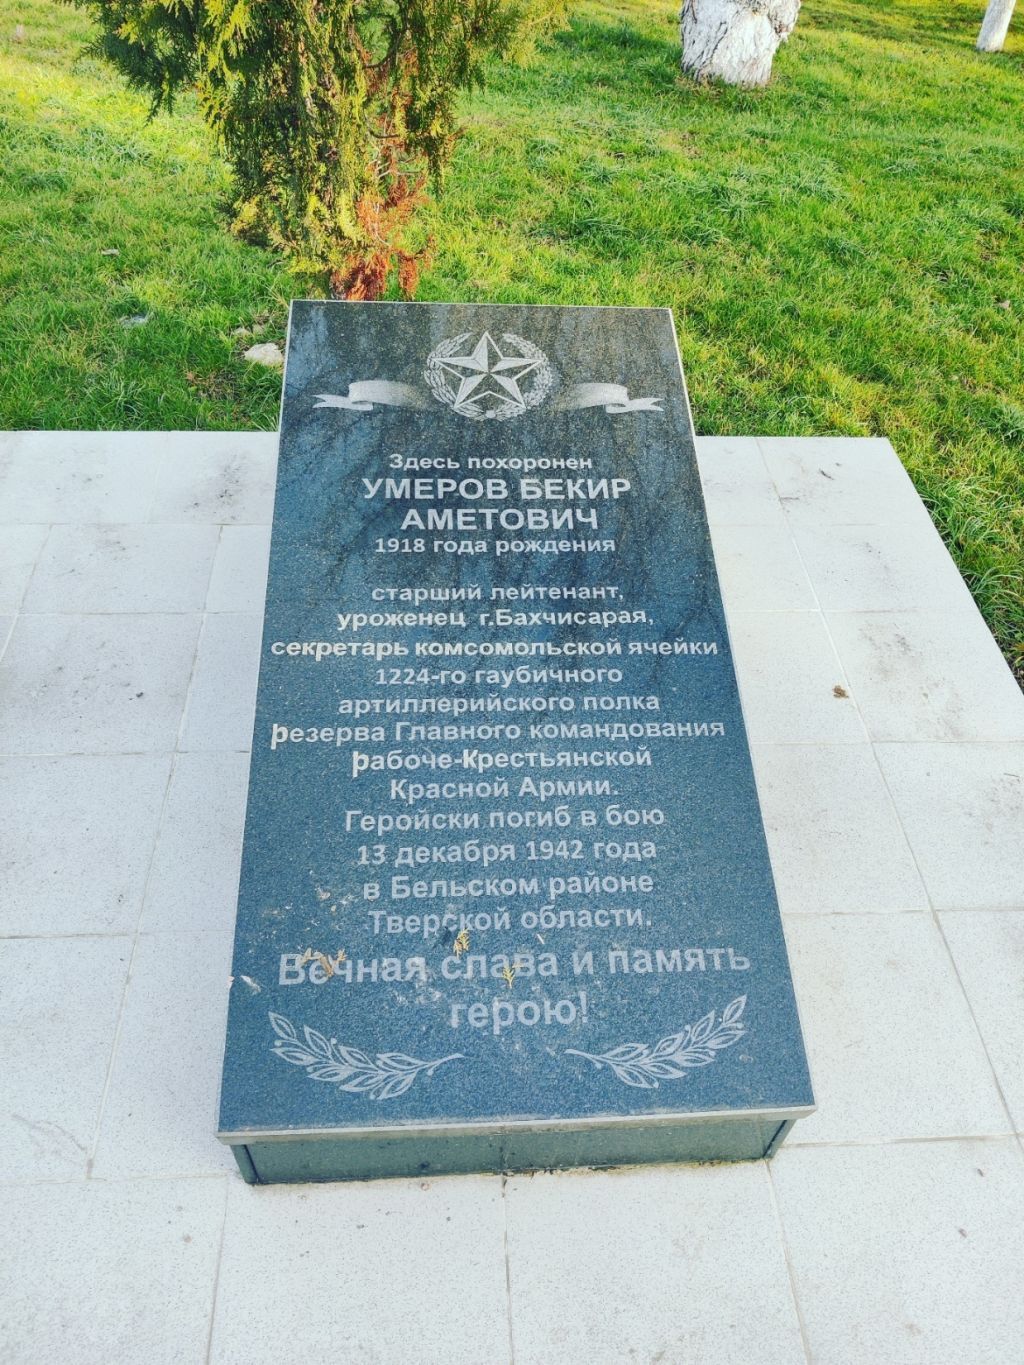 Здесь похоронен
УМЕРОВ БЕКИР
АМЕТОВИЧ
1918 года рождения
старший лейтенант,
уроженец г.Бахчисарая,
секретарь комсомольской ячейки
1224-го гаубичного
артиллерийского полка
резерва Главного командования
рабоче-Крестьянской
Красной Армии.
Геройски погиб в бою
13 декабря 1942 года
в Бельском районе
Тверской области.
Вечная слава и память
герою!